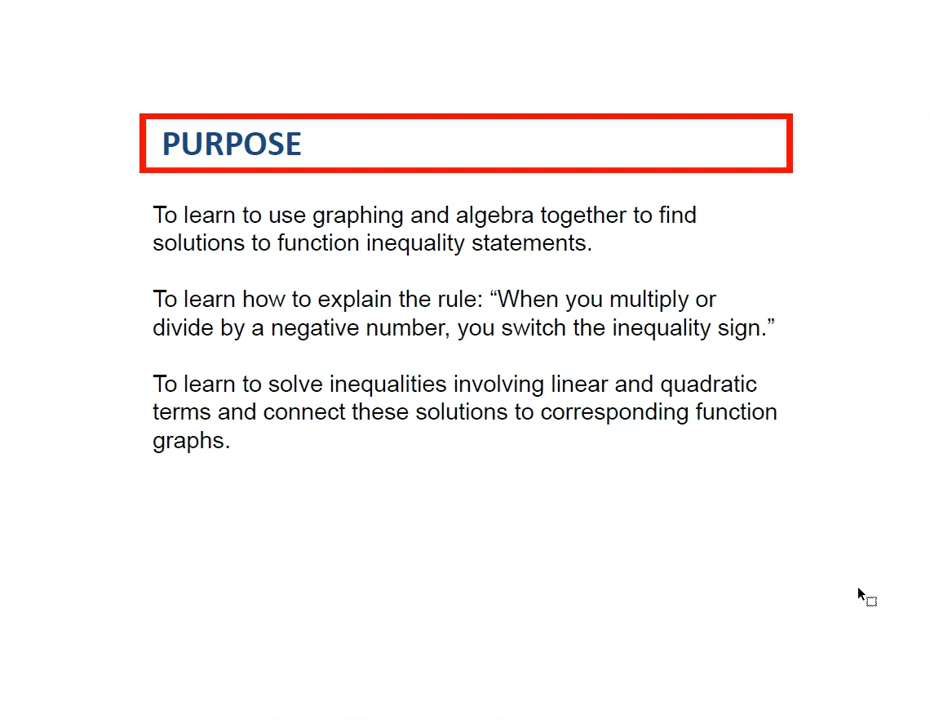 PURPOSE
To learn to use graphing and algebra together to find
solutions to function inequality statements.
To learn how to explain the rule: “When you multiply or
divide by a negative number, you switch the inequality sign.”
To learn to solve inequalities involving linear and quadratic
terms and connect these solutions to corresponding function
graphs.